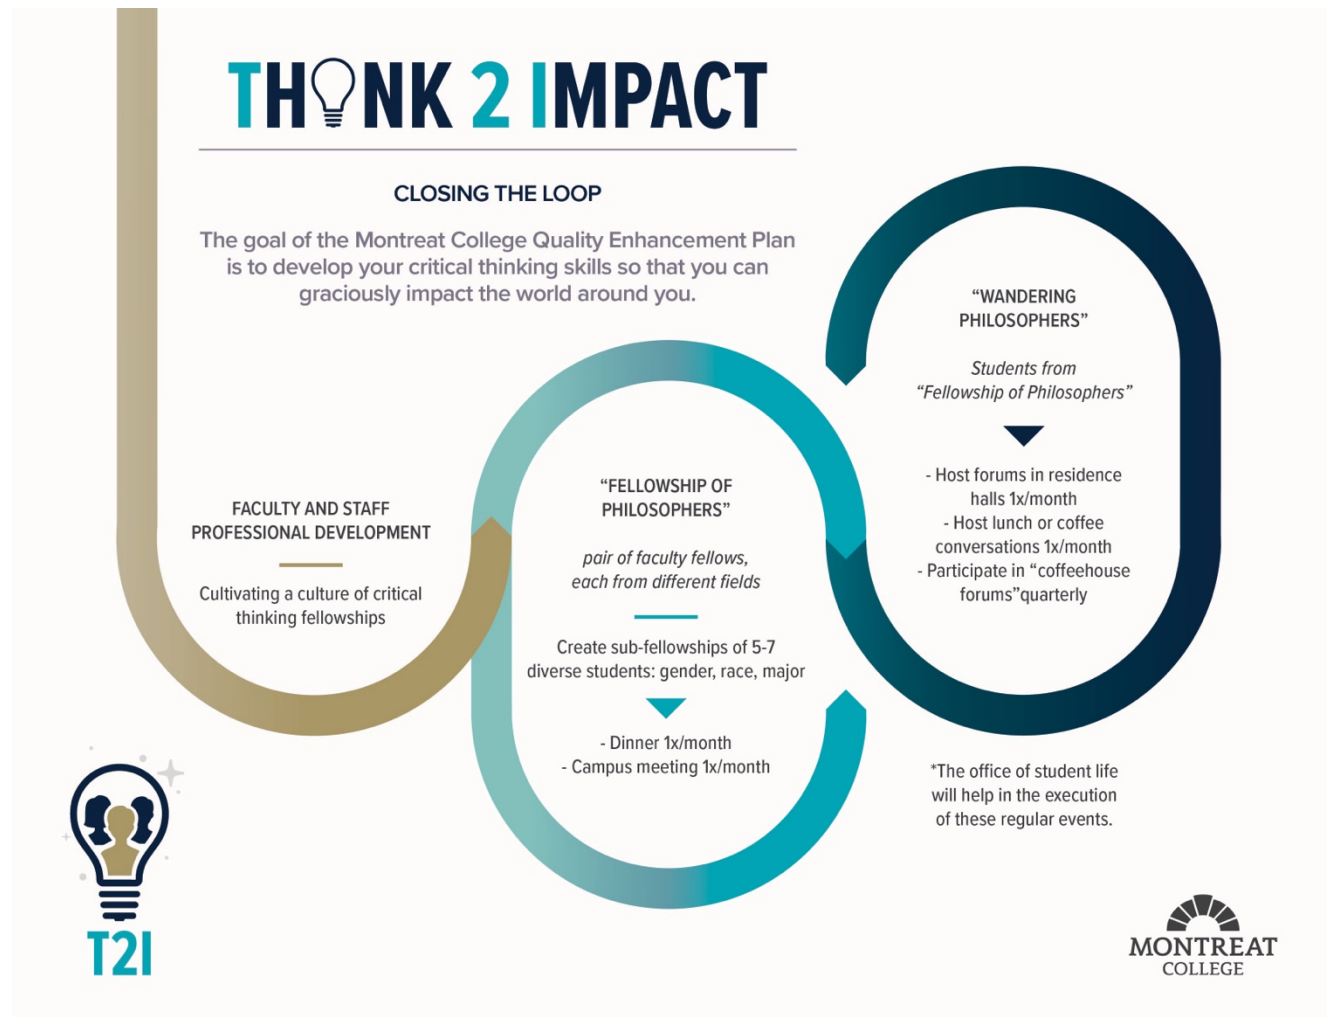 THINK 2 IMPACT
CLOSING THE LOOP
The goal of the Montreat College Quality Enhancement Plan
is to develop your critical thinking skills so that you can
graciously impact the world around you.
FACULTY AND STAFF
PROFESSIONAL DEVELOPMENT
Cultivating a culture of critical
thinking fellowships
“FELLOWSHIP OF
PHILOSOPHERS”
pair of faculty fellows,
each from different fields
Create sub-fellowships of 5-7
diverse students: gender, race, major
- Dinner 1x/month
- Campus meeting 1x/month
“WANDERING
PHILOSOPHERS”
Students from
“Fellowship of Philosophers”
- Host forums in residence
halls 1x/month
- Host lunch or coffee
conversations 1x/month
- Participate in “coffeehouse
forums”quarterly
*The office of student life
will help in the execution
of these regular events.
T2I
MONTREAT
COLLEGE